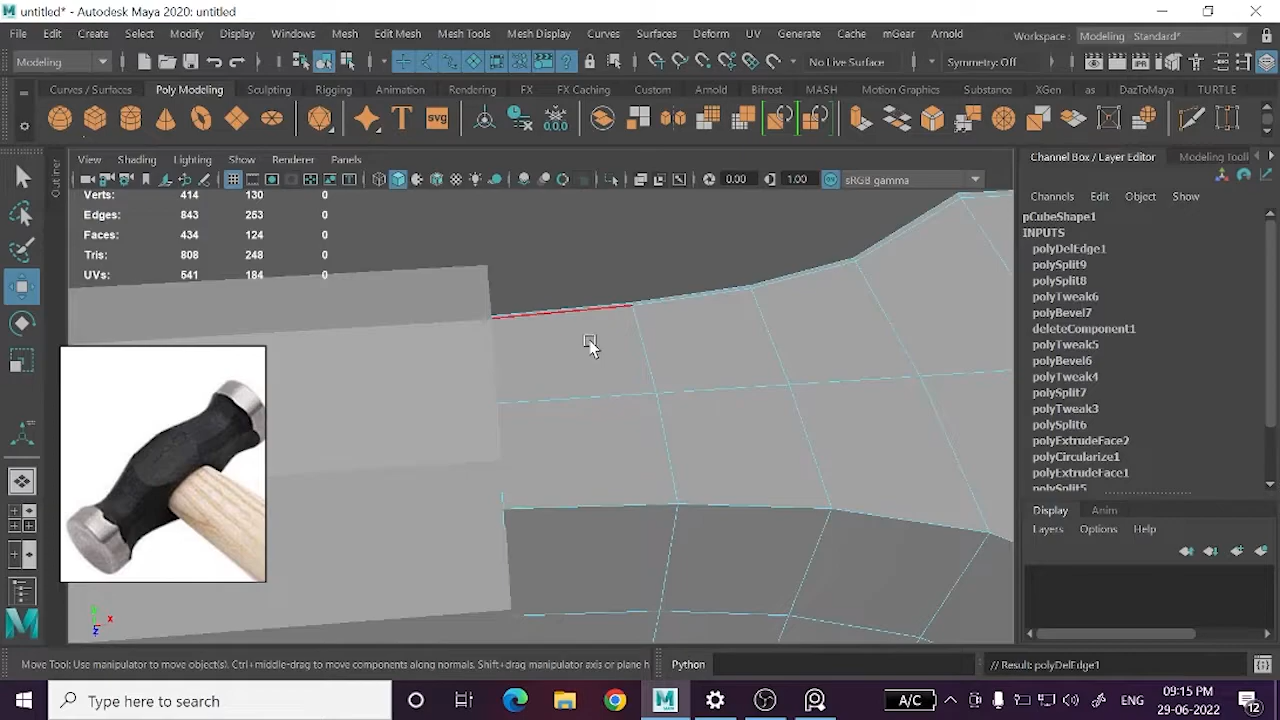 untitled* - Autodesk Maya 2020: untitled
File Edit Create Select Modify Display Windows Mesh Edit Mesh Mesh Tools Mesh Display Curves Surfaces Deform UV Generate Cache mGear Arnold Workspace : Modeling Standard*
Modeling No Live Surface Symmetry: Off
Curves / Surfaces Poly Modeling Sculpting Rigging Animation Rendering FX FX Caching Custom Arnold Bifrost MASH Motion Graphics Substance XGen as DazToMaya TURTLE
T svg 0,0,0
View Shading Lighting Show Renderer Panels Channel Box / Layer Editor Modeling Tool
0.00 1.00 sRGB gamma
Outliner
Channels Edit Object Show
Verts: 414 130 0
Edges: 843 253 0
Faces: 434 124 0
Tris: 808 248 0
UVs: 541 184 0
pCubeShape1
INPUTS
polyDelEdge1
polySplit9
polySplit8
polyTweak6
polyBevel7
deleteComponent1
polyTweak5
polyBevel6
polyTweak4
polySplit7
polyTweak3
polySplit6
polyExtrudeFace2
polyCircularize1
polyExtrudeFace1
polySplit5
Display Anim
Layers Options Help
x
z
Move Tool: Use manipulator to move object(s). Ctrl+middle-drag to move components along normals. Shift+drag manipulator axis or plane h Python // Result: polyDelEdge1
Type here to search A/C ENG 09:15 PM
29-06-2022 12